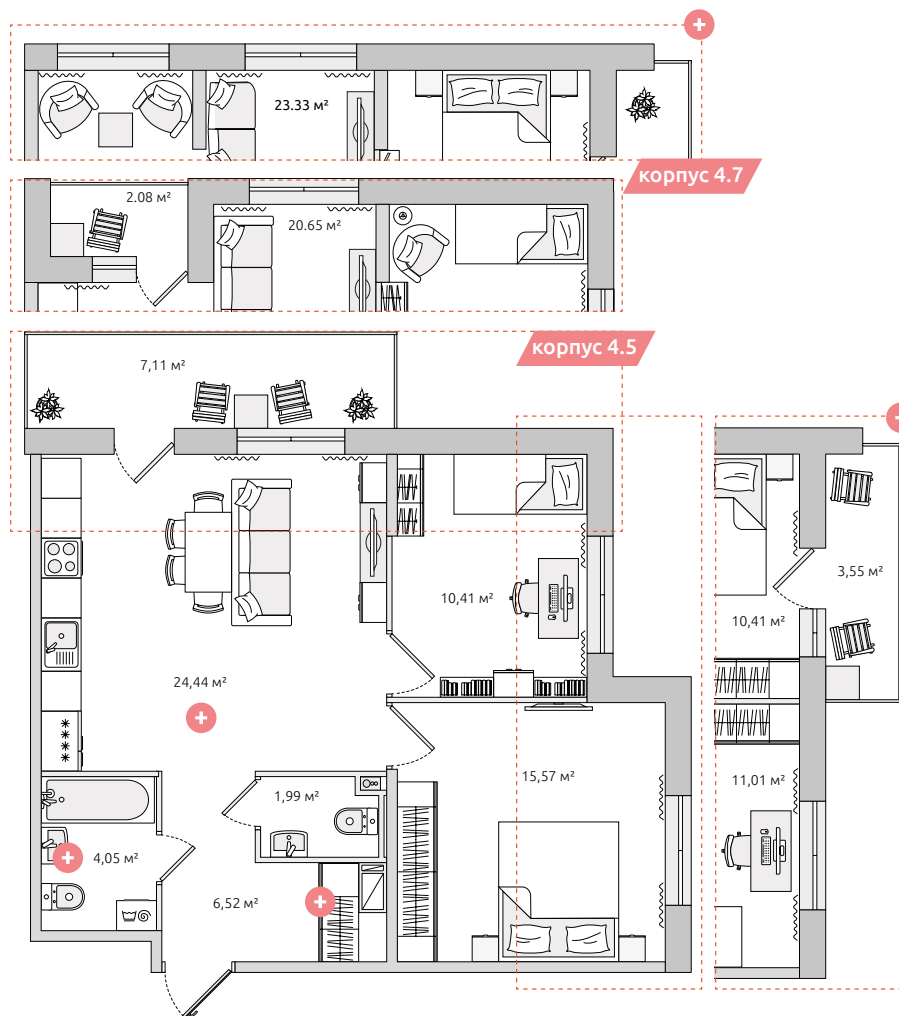 23.33 м²
корпус 4.7
2.08 м²
20.65 м²
корпус 4.5
7,11 м²
3,55 м²
10,41 м²
10,41 м²
24,44 м²
15,57 м²
11,01 м²
1,99 м²
4,05 м²
6,52 м²